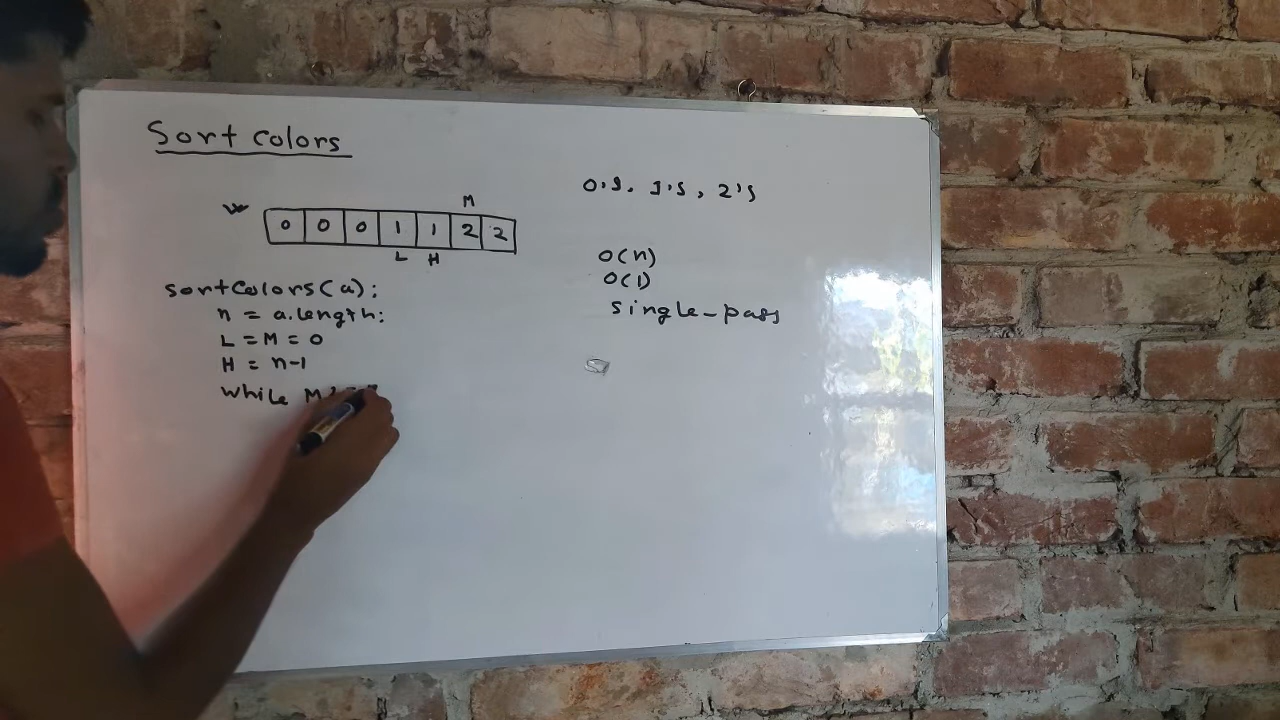 Sort Colors
0's. 1's, 2's
M
0 0 0 1 1 2 2
L H
O(n)
O(1)
single-pass
sortColors(a):
n = a.length:
L = M = 0
H = n-1
while M